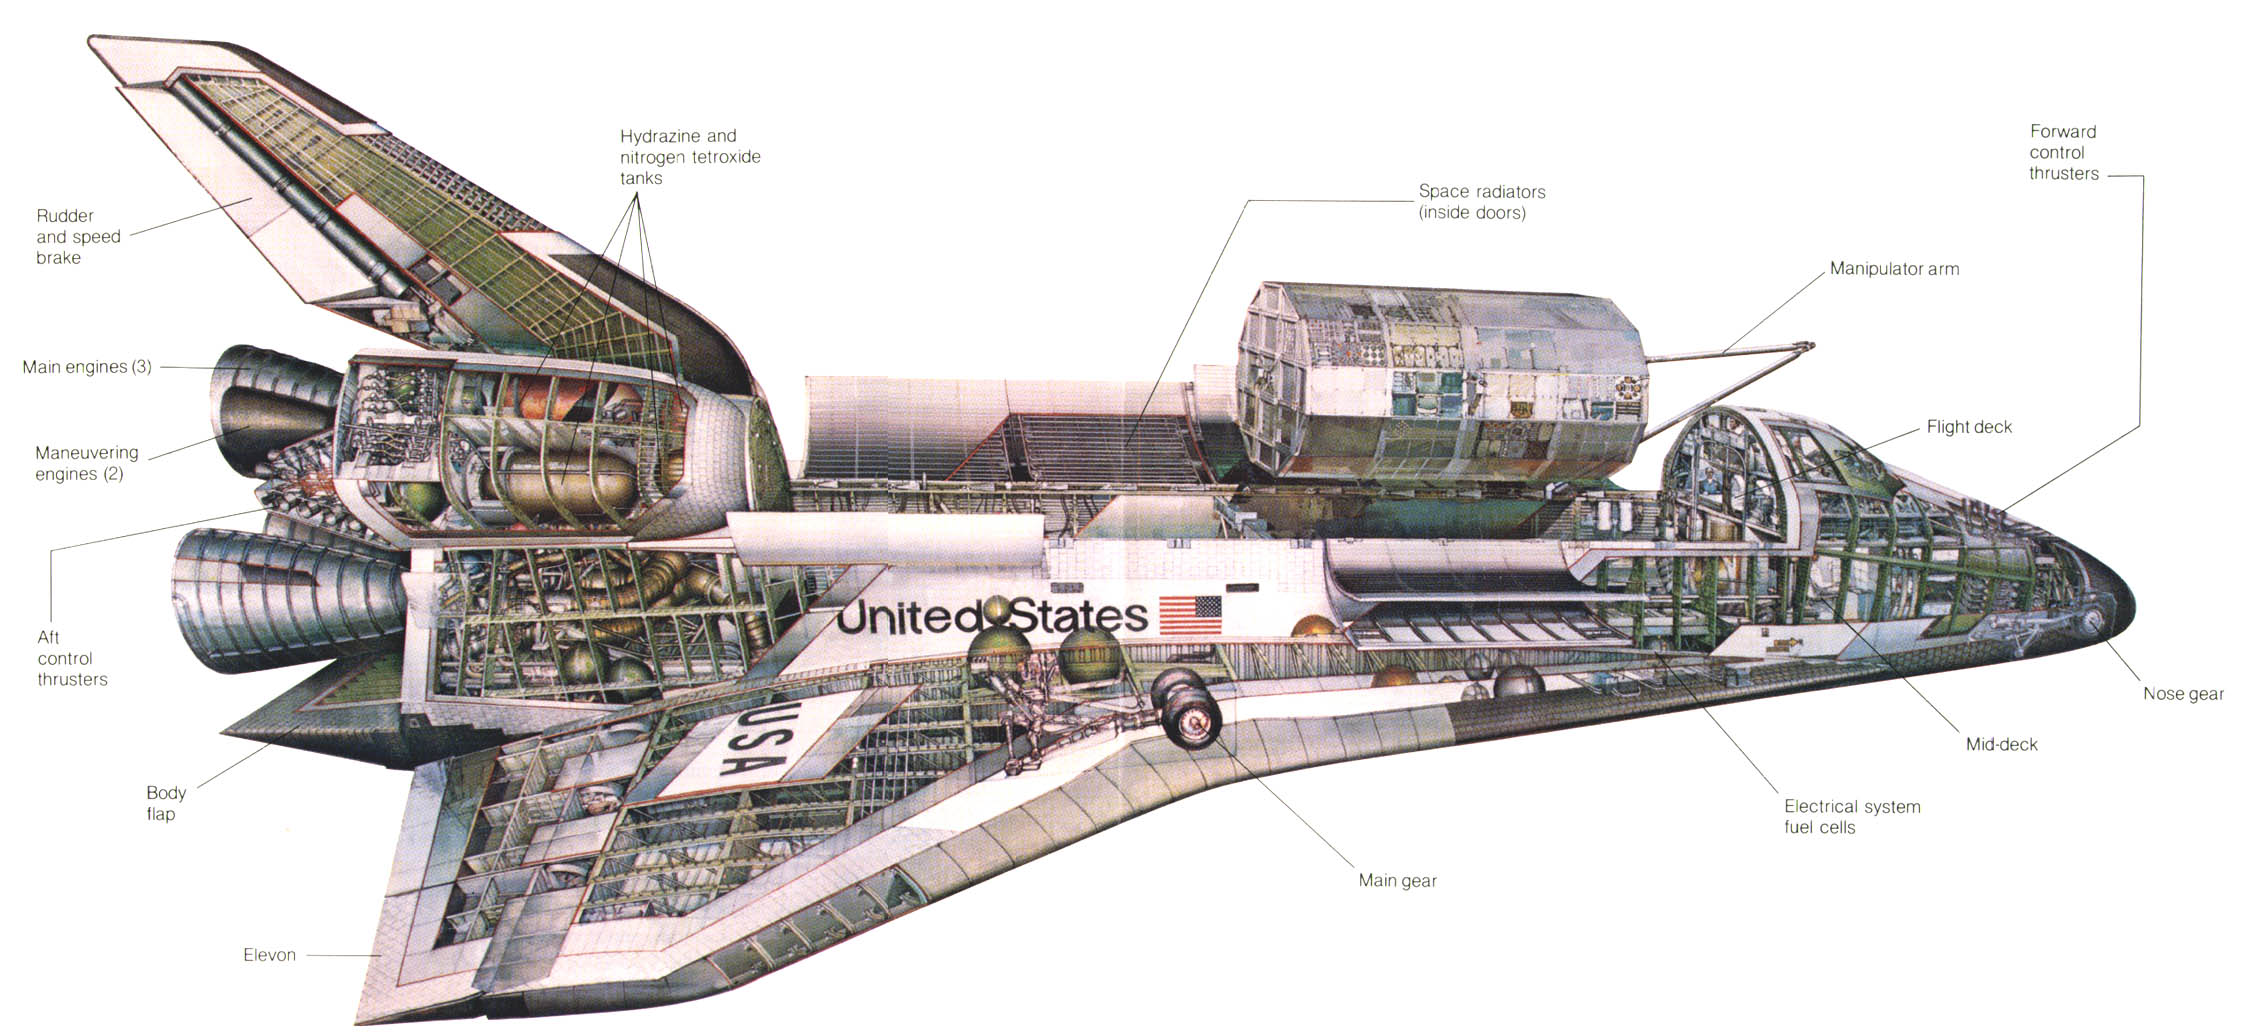 Hydrazine and
nitrogen tetroxide
tanks
Forward
control
thrusters
Space radiators
(inside doors)
Rudder
and speed
brake
Manipulator arm
Main engines (3)
Flight deck
Maneuvering
engines (2)
United States
Aft
control
thrusters
Nose gear
USA
Mid-deck
Body
flap
Electrical system
fuel cells
Main gear
Elevon